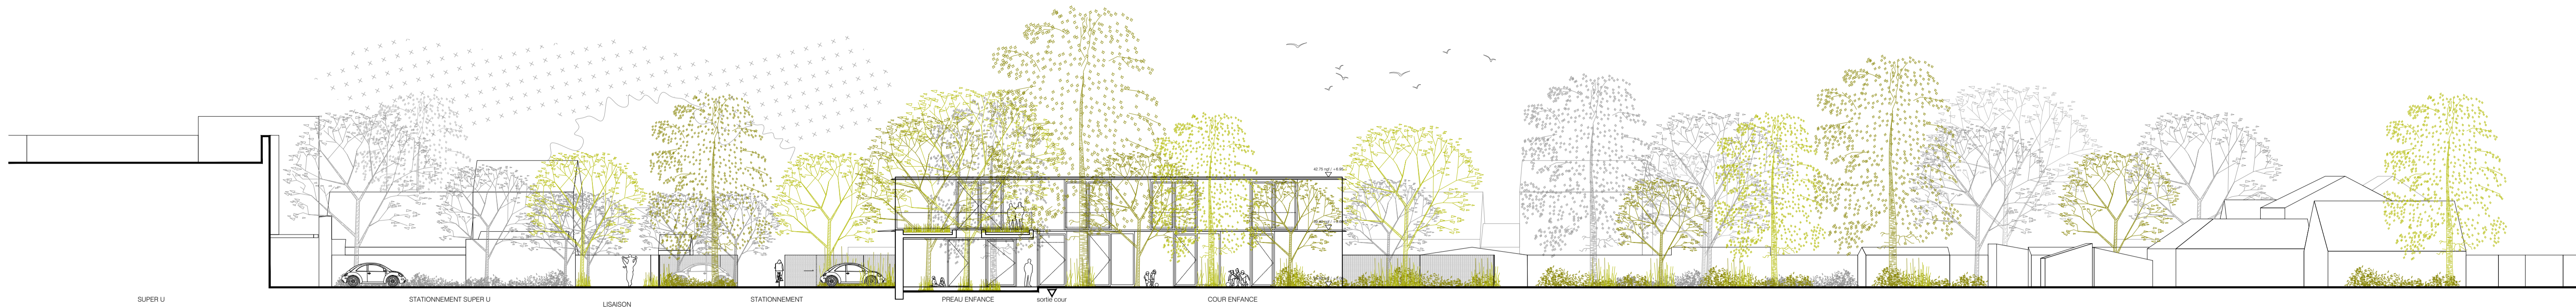 SUPER U
STATIONNEMENT SUPER U
LISAISON
STATIONNEMENT
PREAU ENFANCE
sortie cour
COUR ENFANCE